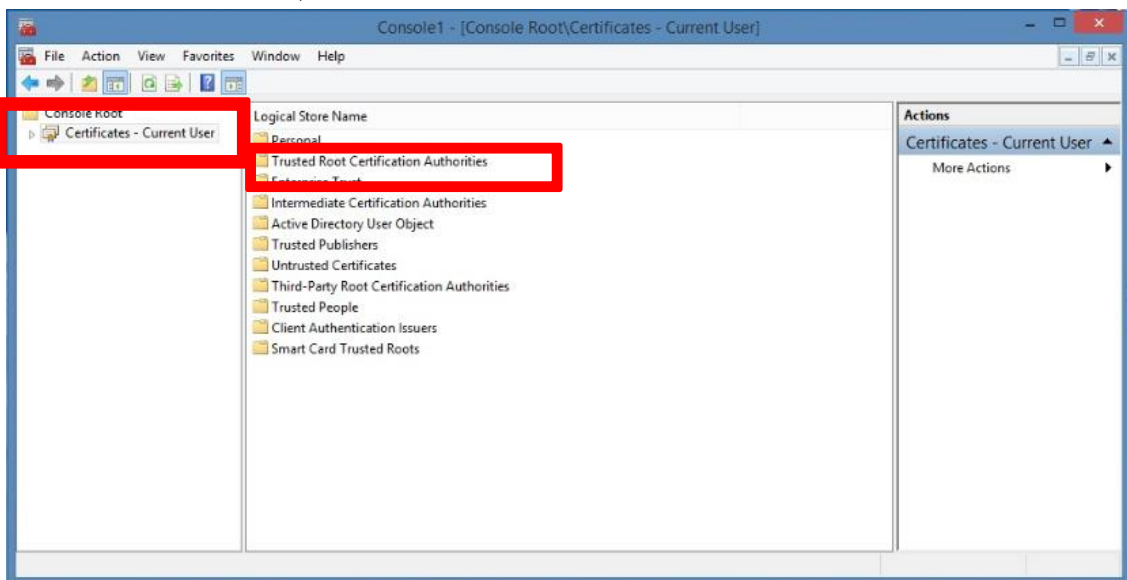 Console1 - [Console Root\Certificates - Current User]
File Action View Favorites Window Help
Console Root
Certificates - Current User
Logical Store Name
Personal
Trusted Root Certification Authorities
Enterprise Trust
Intermediate Certification Authorities
Active Directory User Object
Trusted Publishers
Untrusted Certificates
Third-Party Root Certification Authorities
Trusted People
Client Authentication Issuers
Smart Card Trusted Roots
Actions
Certificates - Current User
More Actions